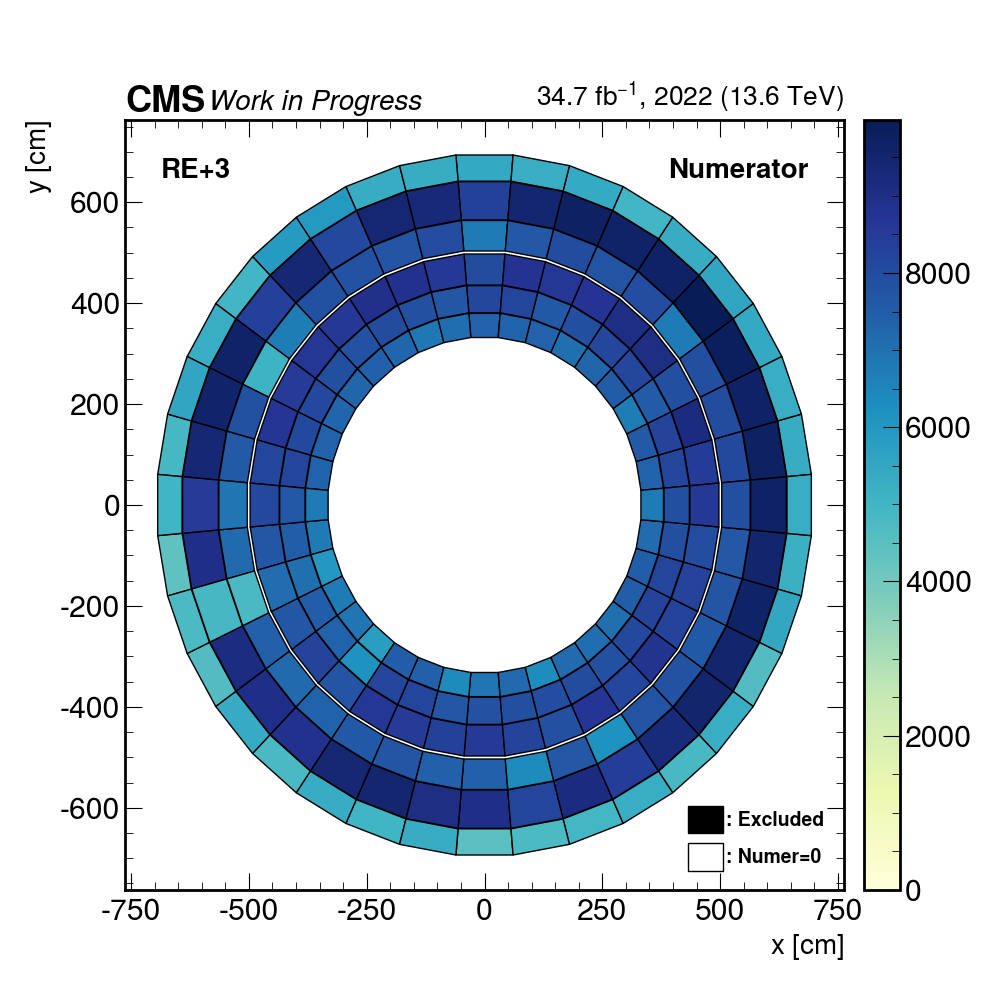 CMS Work in Progress
34.7 fb⁻¹, 2022 (13.6 TeV)
y [cm]
RE+3
Numerator
600
400
200
0
-200
-400
-600
8000
6000
4000
2000
0
: Excluded
: Numer=0
-750 -500 -250 0 250 500 750
x [cm]